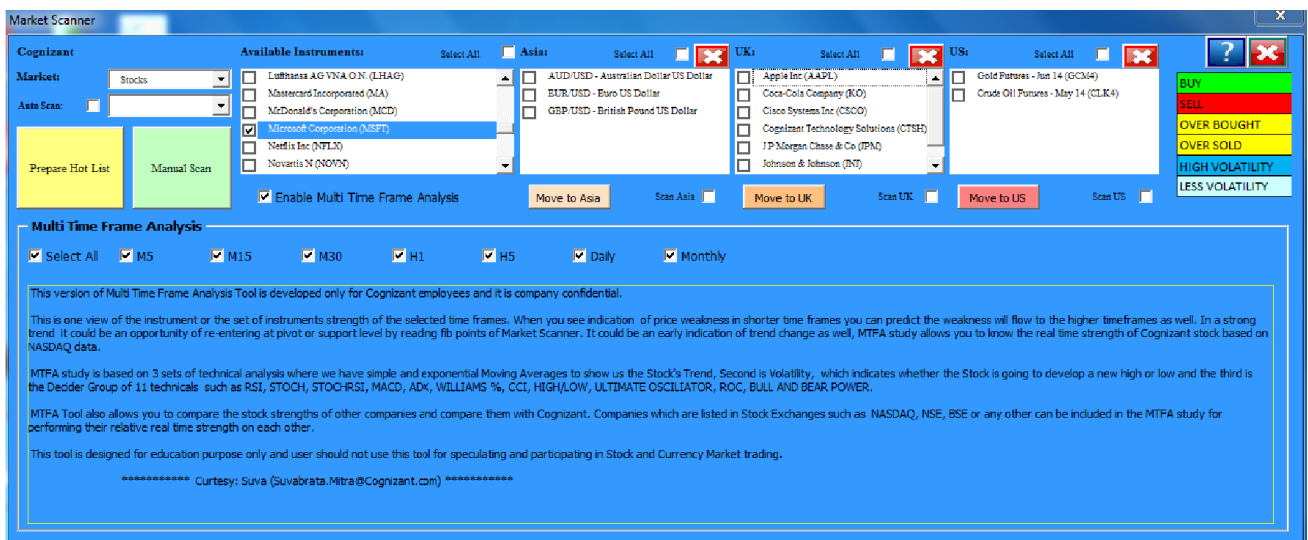 Market Scanner
x
Cognizant
Available Instruments:
Select All
Asia:
Select All
UK:
Select All
US:
Select All
?
Market:
Stocks
Auto Scan:
Prepare Hot List
Manual Scan
Lufthansa AG VNA O.N. (LHAG)
Mastercard Incorporated (MA)
McDonald's Corporation (MCD)
Microsoft Corporation (MSFT)
Netflix Inc (NFLX)
Novartis N (NOVN)
AUD/USD - Australian Dollar US Dollar
EUR/USD - Euro US Dollar
GBP/USD - British Pound US Dollar
Apple Inc (AAPL)
Coca-Cola Company (KO)
Cisco Systems Inc (CSCO)
Cognizant Technology Solutions (CTSH)
J P Morgan Chase & Co (JPM)
Johnson & Johnson (JNJ)
Gold Futures - Jun 14 (GCM4)
Crude Oil Futures - May 14 (CLK4)
BUY
SELL
OVER BOUGHT
OVER SOLD
HIGH VOLATILITY
LESS VOLATILITY
Enable Multi Time Frame Analysis
Move to Asia
Scan Asia
Move to UK
Scan UK
Move to US
Scan US
Multi Time Frame Analysis
Select All
M5
M15
M30
H1
H5
Daily
Monthly
This version of Multi Time Frame Analysis Tool is developed only for Cognizant employees and it is company confidential.
This is one view of the instrument or the set of instruments strength of the selected time frames. When you see indication of price weakness in shorter time frames you can predict the weakness will flow to the higher timeframes as well. In a strong
trend it could be an opportunity of re-entering at pivot or support level by readng fib points of Market Scanner. It could be an early indication of trend change as well, MTFA study allows you to know the real time strength of Cognizant stock based on
NASDAQ data.
MTFA study is based on 3 sets of technical analysis where we have simple and exponential Moving Averages to show us the Stock's Trend, Second is Volatility, which indicates whether the Stock is going to develop a new high or low and the third is
the Decider Group of 11 technicals such as RSI, STOCH, STOCHRSI, MACD, ADX, WILLIAMS %, CCI, HIGH/LOW, ULTIMATE OSCILIATOR, ROC, BULL AND BEAR POWER.
MTFA Tool also allows you to compare the stock strengths of other companies and compare them with Cognizant. Companies which are listed in Stock Exchanges such as NASDAQ, NSE, BSE or any other can be included in the MTFA study for
performing their relative real time strength on each other.
This tool is designed for education purpose only and user should not use this tool for speculating and participating in Stock and Currency Market trading.
*********** Curtesy: Suva (Suvabrata.Mitra@Cognizant.com) ***********